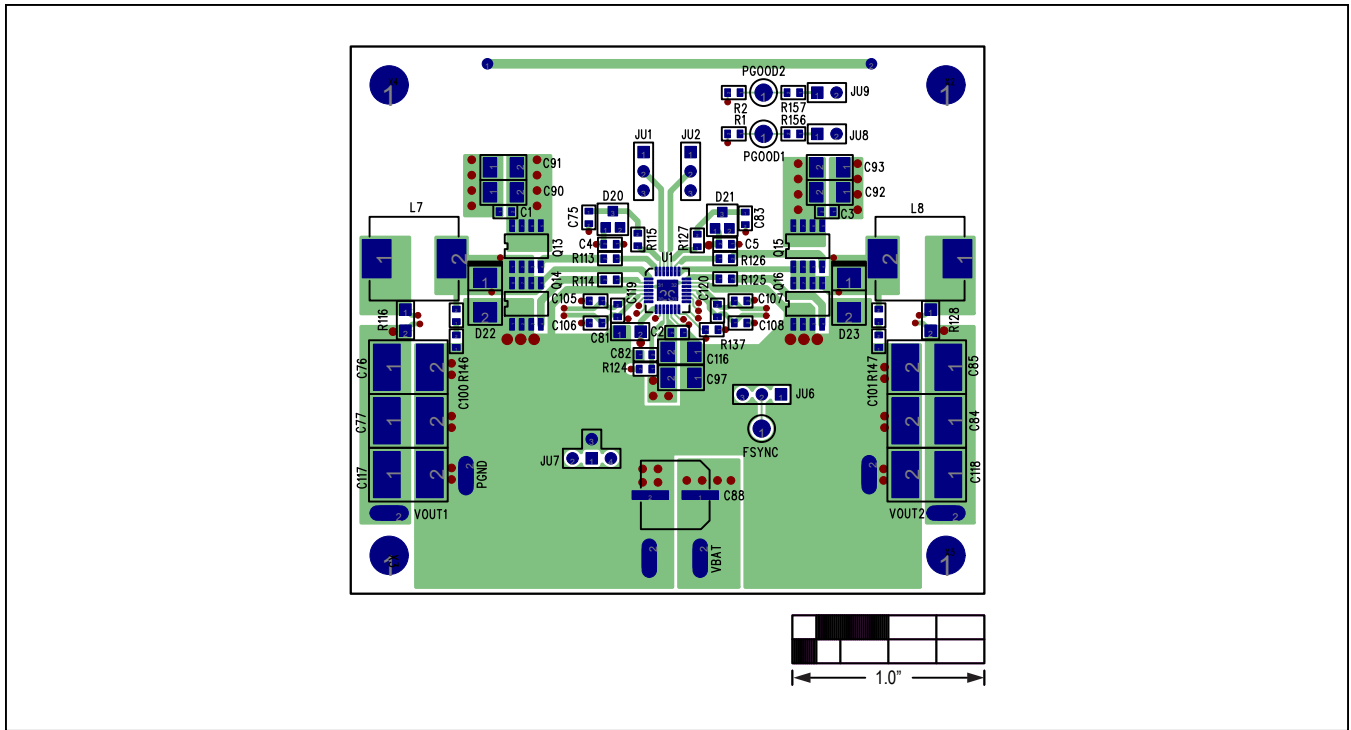 PGOOD2
JU9
R2
R157
R1
R156
JU8
PGOOD1
JU1
JU2
C91
C90
C93
C92
C1
C3
L7
L8
D20
D21
C75
C83
R115
R127
C4
C5
R113
R126
R114
R125
U1
Q13
Q14
Q15
Q16
C119
C120
C105
C106
C107
C108
C81
C2
R137
C82
R124
C116
C97
D22
D23
R116
R128
R146
R147
C100
C101
C76
C77
C117
C85
C84
C118
JU6
FSYNC
JU7
PGND
C88
VOUT1
VOUT2
VBAT
1.0"